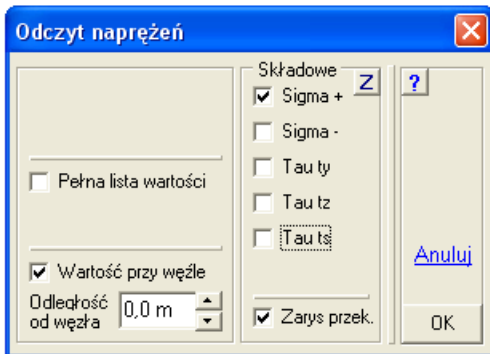 Odczyt naprężeń
Składowe
Z
?
Sigma +
Sigma -
Pełna lista wartości
Tau ty
Tau tz
Tau ts
Anuluj
Wartość przy węźle
Odległość
od węzła
0,0 m
Zarys przek.
OK